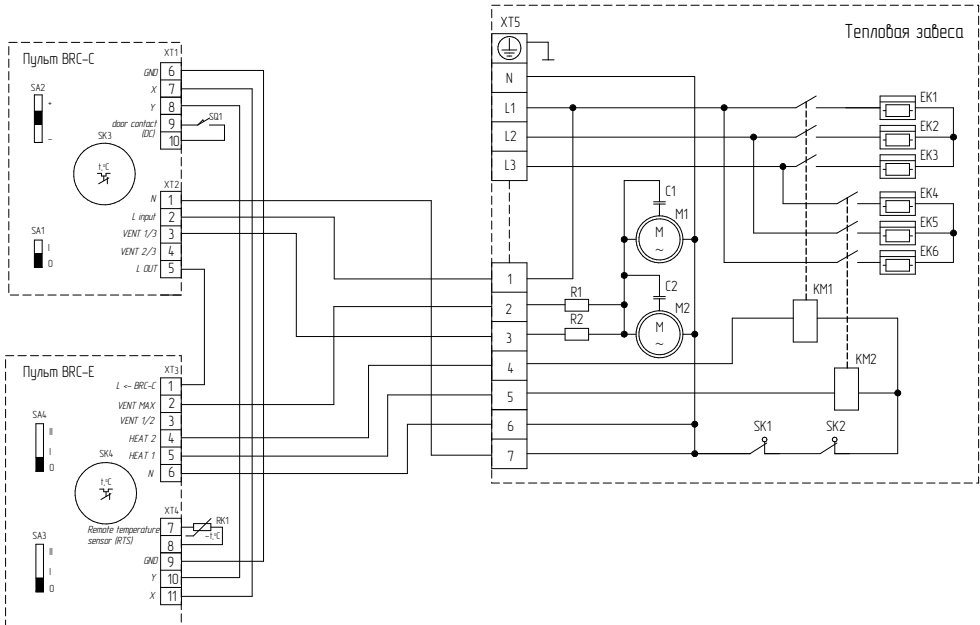 Пульт BRC-C
XT1
GND 6
X 7
Y 8
door contact 9
(DC) 10
SQ1
SA2
+
-
SK3
t,°C
XT2
N 1
L input 2
VENT 1/3 3
VENT 2/3 4
L OUT 5
SA1
I
0
Пульт BRC-E
XT3
L <- BRC-C 1
VENT MAX 2
VENT 1/2 3
HEAT 2 4
HEAT 1 5
N 6
SA4
II
I
0
SK4
t,°C
XT4
Remote temperature 7
sensor (RTS) 8
RK1
-t,°C
GND 9
Y 10
X 11
SA3
II
I
0
XT5
Тепловая завеса
N
L1
L2
L3
1
2
3
4
5
6
7
EK1
EK2
EK3
EK4
EK5
EK6
C1
M1
M
~
C2
M2
M
~
R1
R2
KM1
KM2
SK1
SK2